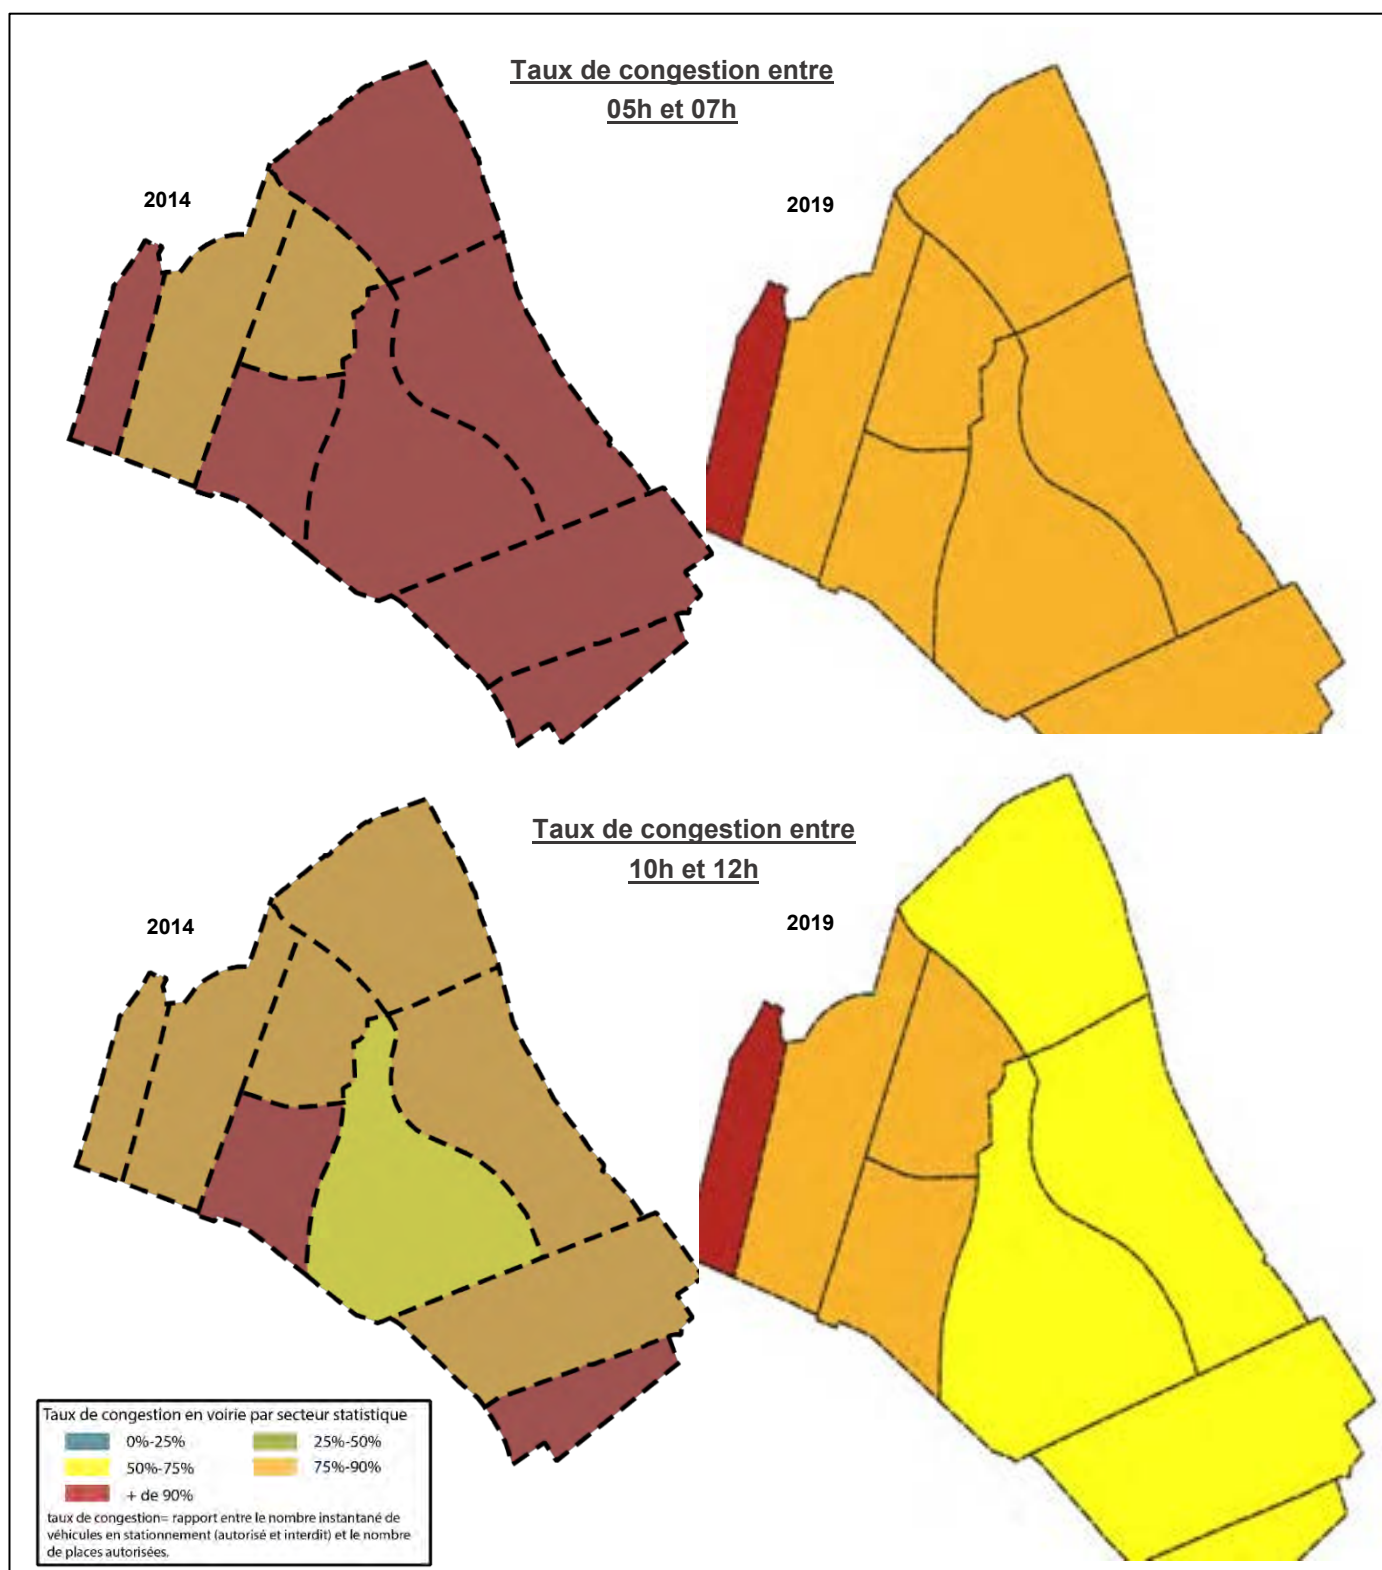 Taux de congestion entre
05h et 07h
2014
2019
Taux de congestion entre
10h et 12h
2014
2019
Taux de congestion en voirie par secteur statistique
0%-25%
25%-50%
50%-75%
75%-90%
+ de 90%
taux de congestion= rapport entre le nombre instantané de
véhicules en stationnement (autorisé et interdit) et le nombre
de places autorisées.